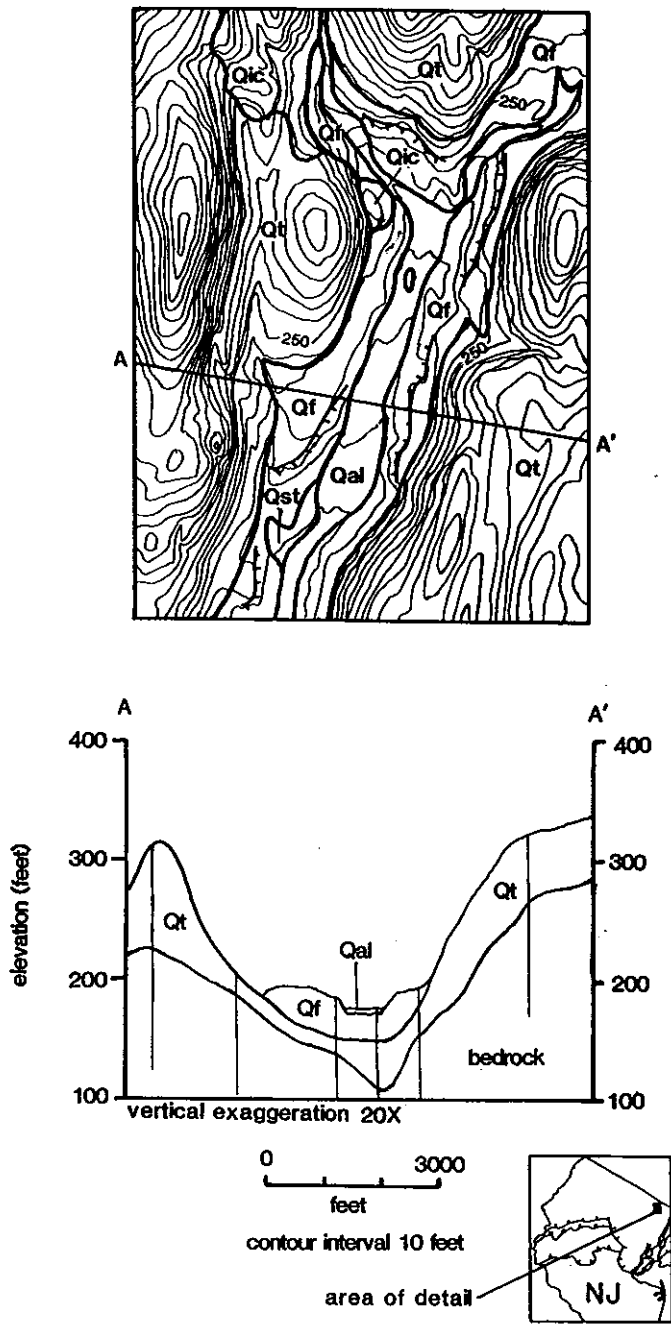 Qic
Qt
Qf
250
Qf
Qic
Qt
Qf
250
250
A
Qf
A'
Qt
Qal
Qst
A
A'
400
400
300
300
Qt
Qt
elevation (feet)
Qal
200
200
Qf
bedrock
100
100
vertical exaggeration 20X
0
3000
feet
contour interval 10 feet
area of detail
NJ